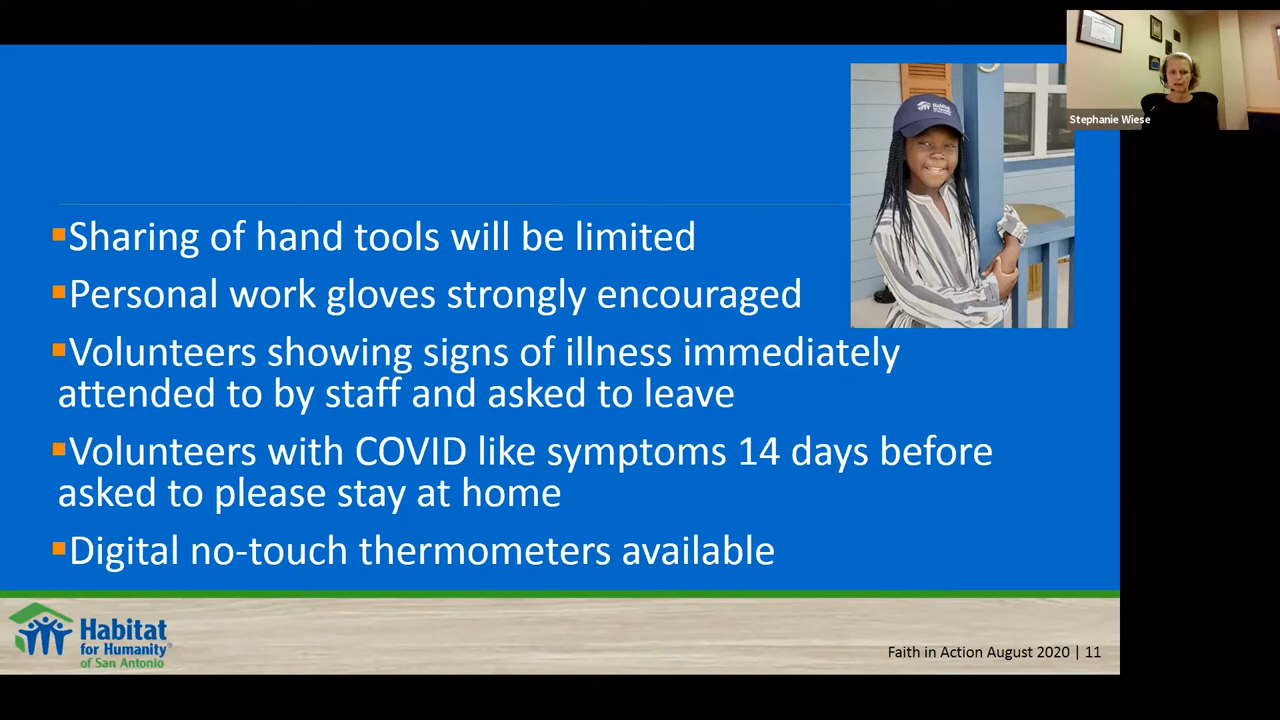 Stephanie Wiese
▪Sharing of hand tools will be limited
▪Personal work gloves strongly encouraged
▪Volunteers showing signs of illness immediately
attended to by staff and asked to leave
▪Volunteers with COVID like symptoms 14 days before
asked to please stay at home
▪Digital no-touch thermometers available
Habitat
for Humanity®
of San Antonio
Faith in Action August 2020 | 11